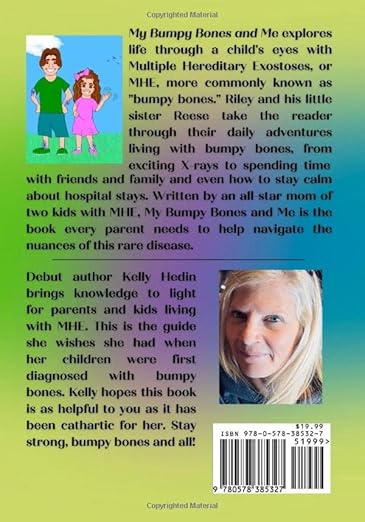 My Bumpy Bones and Me explores
life through a child's eyes with
Multiple Hereditary Exostoses, or
MHE, more commonly known as
"bumpy bones." Riley and his little
sister Reese take the reader
through their daily adventures
living with bumpy bones, from
exciting X-rays to spending time
with friends and family and even how to stay calm
about hospital stays. Written by an all-star mom of
two kids with MHE, My Bumpy Bones and Me is the
book every parent needs to help navigate the
nuances of this rare disease.
Debut author Kelly Hedin
brings knowledge to light
for parents and kids living
with MHE. This is the guide
she wishes she had when
her children were first
diagnosed with bumpy
bones. Kelly hopes this book
is as helpful to you as it has
been cathartic for her. Stay
strong, bumpy bones and all!
$19.99
ISBN 978-0-578-38532-7
51999>
9 780578 385327